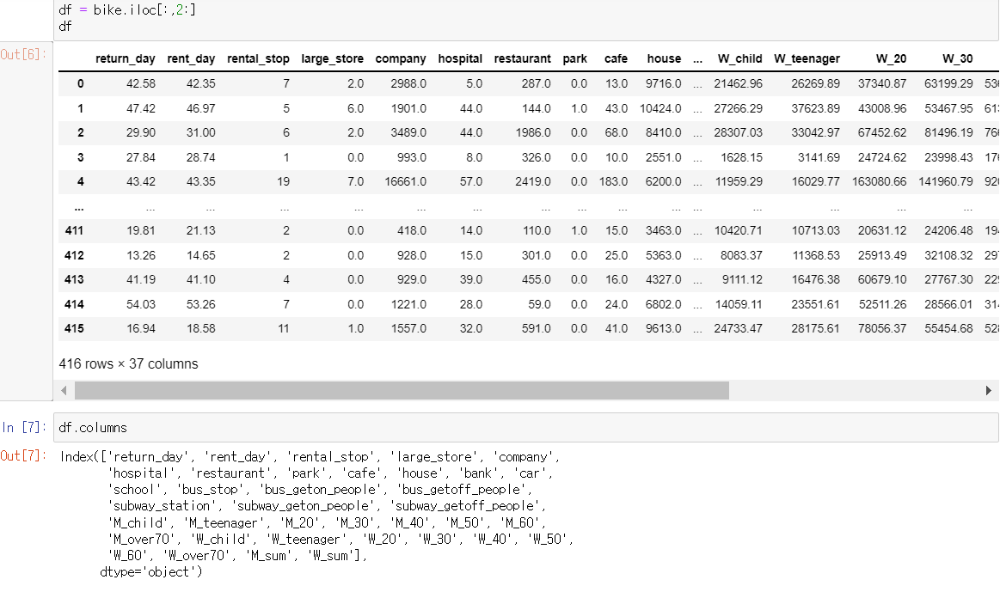 df = bike.iloc[:,2:]
df
Out[6]:
return_day rent_day rental_stop large_store company hospital restaurant park cafe house ... W_child W_teenager W_20 W_30
0 42.58 42.35 7 2.0 2988.0 5.0 287.0 0.0 13.0 9716.0 ... 21462.96 26269.89 37340.87 63199.29
1 47.42 46.97 5 6.0 1901.0 44.0 144.0 1.0 43.0 10424.0 ... 27266.29 37623.89 43008.96 53467.95
2 29.90 31.00 6 2.0 3489.0 44.0 1986.0 0.0 68.0 8410.0 ... 28307.03 33042.97 67452.62 81496.19
3 27.84 28.74 1 0.0 993.0 8.0 326.0 0.0 10.0 2551.0 ... 1628.15 3141.69 24724.62 23998.43
4 43.42 43.35 19 7.0 16661.0 57.0 2419.0 0.0 183.0 6200.0 ... 11959.29 16029.77 163080.66 141960.79
... ... ... ... ... ... ... ... ... ... ... ... ... ... ... ...
411 19.81 21.13 2 0.0 418.0 14.0 110.0 1.0 15.0 3463.0 ... 10420.71 10713.03 20631.12 24206.48
412 13.26 14.65 2 0.0 928.0 15.0 301.0 0.0 25.0 5363.0 ... 8083.37 11368.53 25913.49 32108.32
413 41.19 41.10 4 0.0 929.0 39.0 455.0 0.0 16.0 4327.0 ... 9111.12 16476.38 60679.10 27767.30
414 54.03 53.26 7 0.0 1221.0 28.0 59.0 0.0 24.0 6802.0 ... 14059.11 23551.61 52511.26 28566.01
415 16.94 18.58 11 1.0 1557.0 32.0 591.0 0.0 41.0 9613.0 ... 24733.47 28175.61 78056.37 55454.68
416 rows × 37 columns
In [7]: df.columns
Out[7]: Index(['return_day', 'rent_day', 'rental_stop', 'large_store', 'company',
'hospital', 'restaurant', 'park', 'cafe', 'house', 'bank', 'car',
'school', 'bus_stop', 'bus_geton_people', 'bus_getoff_people',
'subway_station', 'subway_geton_people', 'subway_getoff_people',
'M_child', 'M_teenager', 'M_20', 'M_30', 'M_40', 'M_50', 'M_60',
'M_over70', 'W_child', 'W_teenager', 'W_20', 'W_30', 'W_40', 'W_50',
'W_60', 'W_over70', 'M_sum', 'W_sum'],
dtype='object')